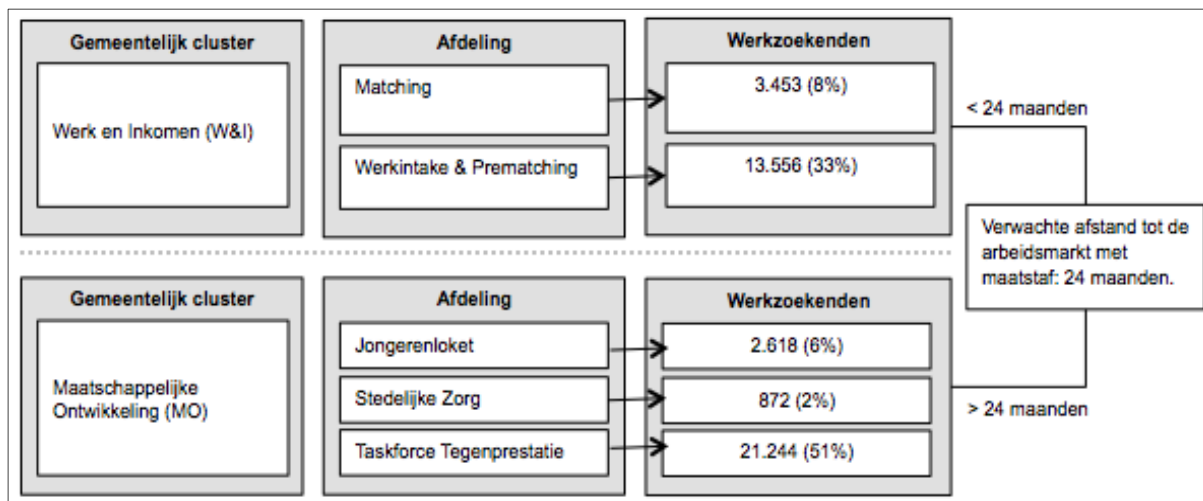 Gemeentelijk cluster
Werk en Inkomen (W&I)
Afdeling
Matching
Werkintake & Prematching
Werkzoekenden
3.453 (8%)
13.556 (33%)
< 24 maanden
Verwachte afstand tot de
arbeidsmarkt met
maatstaf: 24 maanden.
Gemeentelijk cluster
Maatschappelijke
Ontwikkeling (MO)
Afdeling
Jongerenloket
Stedelijke Zorg
Taskforce Tegenprestatie
Werkzoekenden
2.618 (6%)
872 (2%)
21.244 (51%)
> 24 maanden